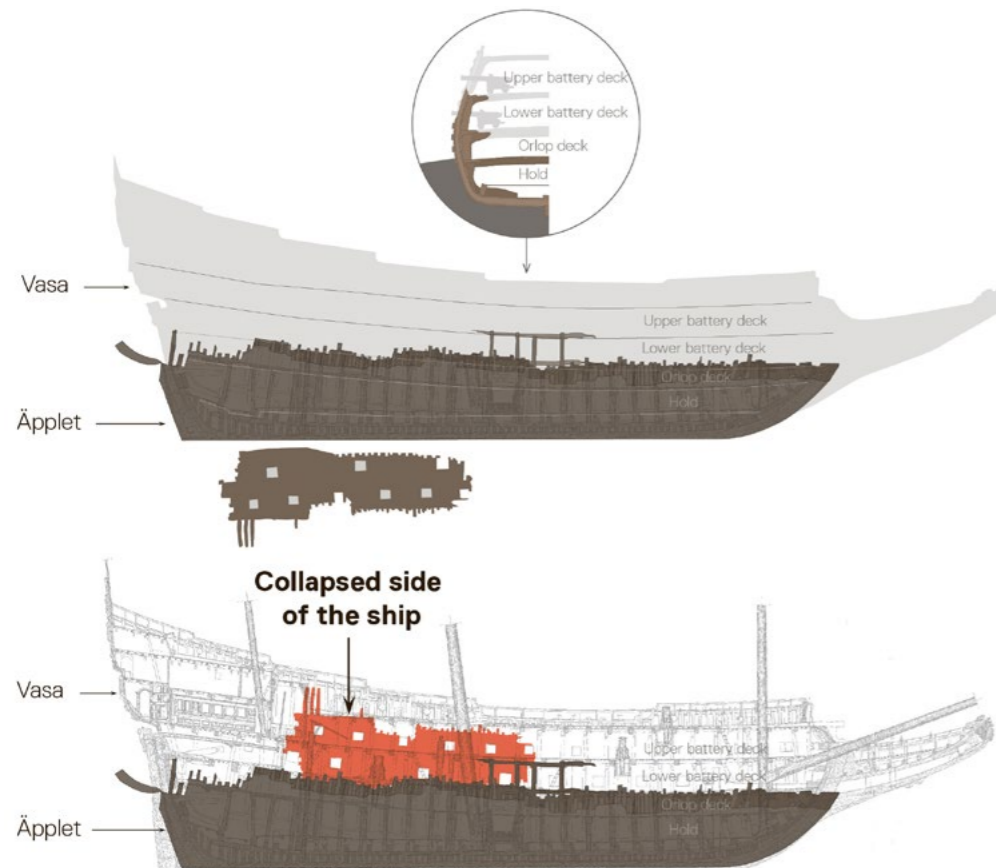 Upper battery deck
Lower battery deck
Orlop deck
Hold
Vasa
Upper battery deck
Lower battery deck
Orlop deck
Hold
Äpplet
Collapsed side
of the ship
Vasa
Upper battery deck
Lower battery deck
Orlop deck
Hold
Äpplet